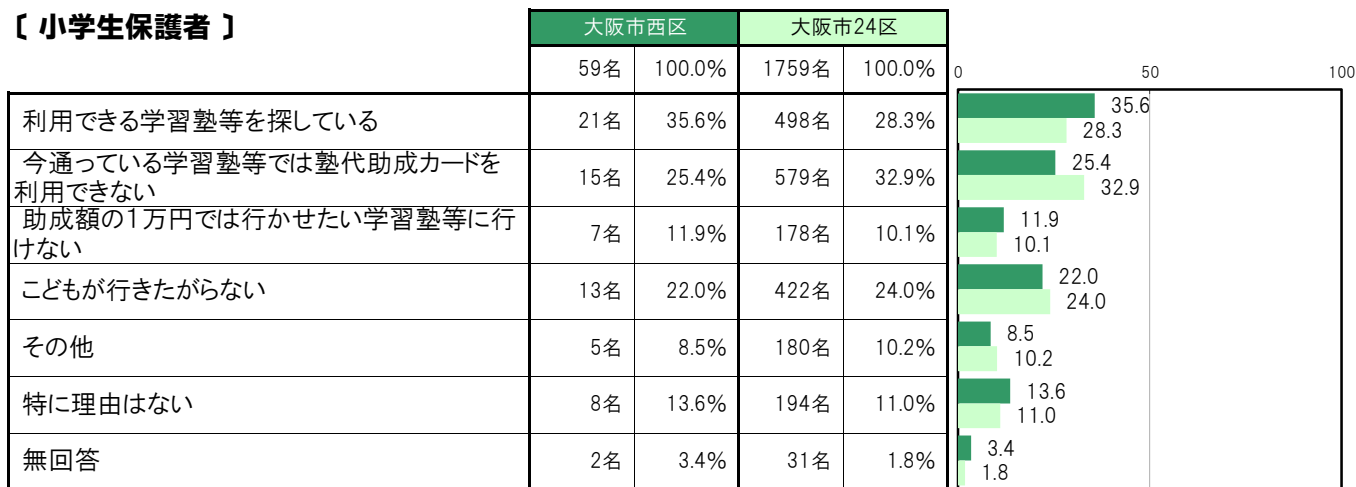 〔 小学生保護者 〕
大阪市西区 大阪市24区
59名 100.0% 1759名 100.0%
0 50 100
利用できる学習塾等を探している 21名 35.6% 498名 28.3%
35.6
28.3
今通っている学習塾等では塾代助成カードを
利用できない
15名 25.4% 579名 32.9%
25.4
32.9
助成額の1万円では行かせたい学習塾等に行
けない
7名 11.9% 178名 10.1%
11.9
10.1
こどもが行きたがらない 13名 22.0% 422名 24.0%
22.0
24.0
その他 5名 8.5% 180名 10.2%
8.5
10.2
特に理由はない 8名 13.6% 194名 11.0%
13.6
11.0
無回答 2名 3.4% 31名 1.8%
3.4
1.8